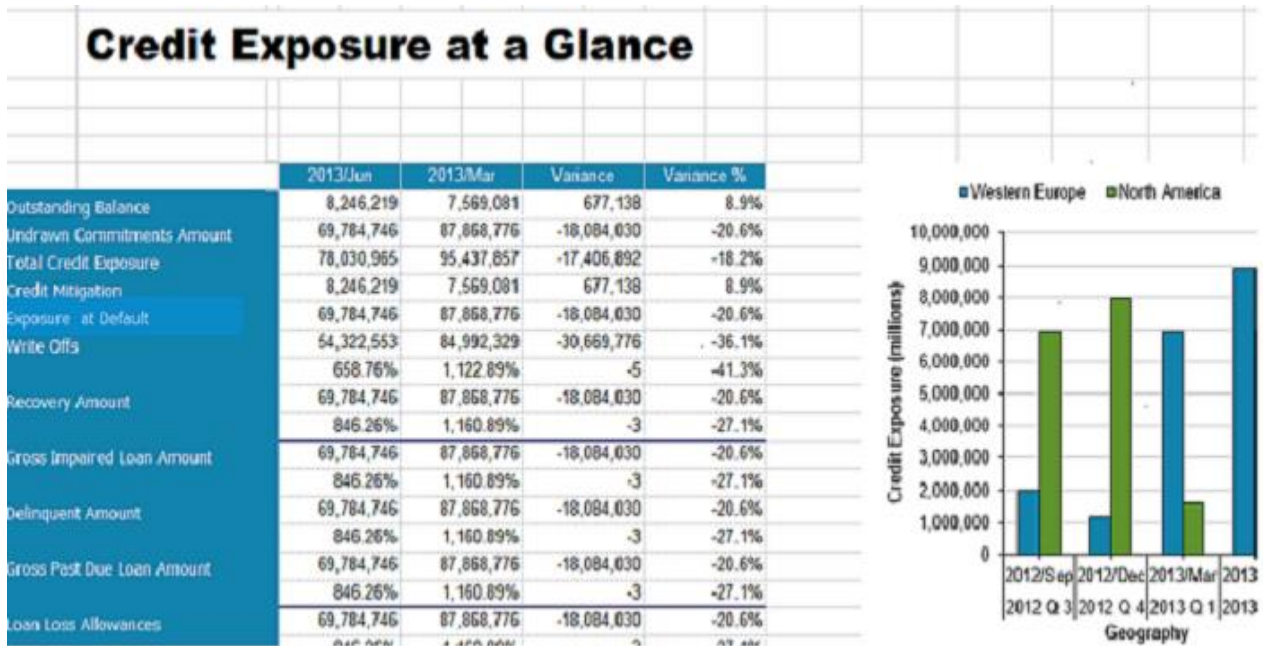 Credit Exposure at a Glance
2013/Jun 2013/Mar Variance Variance %
Outstanding Balance 8,246,219 7,569,081 677,138 8.9%
Undrawn Commitments Amount 69,784,746 87,868,776 -18,084,030 -20.6%
Total Credit Exposure 78,030,965 95,437,857 -17,406,892 -18.2%
Credit Mitigation 8,246,219 7,569,081 677,138 8.9%
Exposure at Default 69,784,746 87,868,776 -18,084,030 -20.6%
Write Offs 54,322,553 84,992,329 -30,669,776 -36.1%
658.76% 1,122.89% -5 -41.3%
Recovery Amount 69,784,746 87,868,776 -18,084,030 -20.6%
846.26% 1,160.89% -3 -27.1%
Gross Impaired Loan Amount 69,784,746 87,868,776 -18,084,030 -20.6%
846.26% 1,160.89% -3 -27.1%
Delinquent Amount 69,784,746 87,868,776 -18,084,030 -20.6%
846.26% 1,160.89% -3 -27.1%
Gross Past Due Loan Amount 69,784,746 87,868,776 -18,084,030 -20.6%
846.26% 1,160.89% -3 -27.1%
Loan Loss Allowances 69,784,746 87,868,776 -18,084,030 -20.6%
Western Europe North America
Credit Exposure (millions)
10,000,000
9,000,000
8,000,000
7,000,000
6,000,000
5,000,000
4,000,000
3,000,000
2,000,000
1,000,000
0
2012/Sep 2012/Dec 2013/Mar 2013
2012 Q 3 2012 Q 4 2013 Q 1 2013
Geography